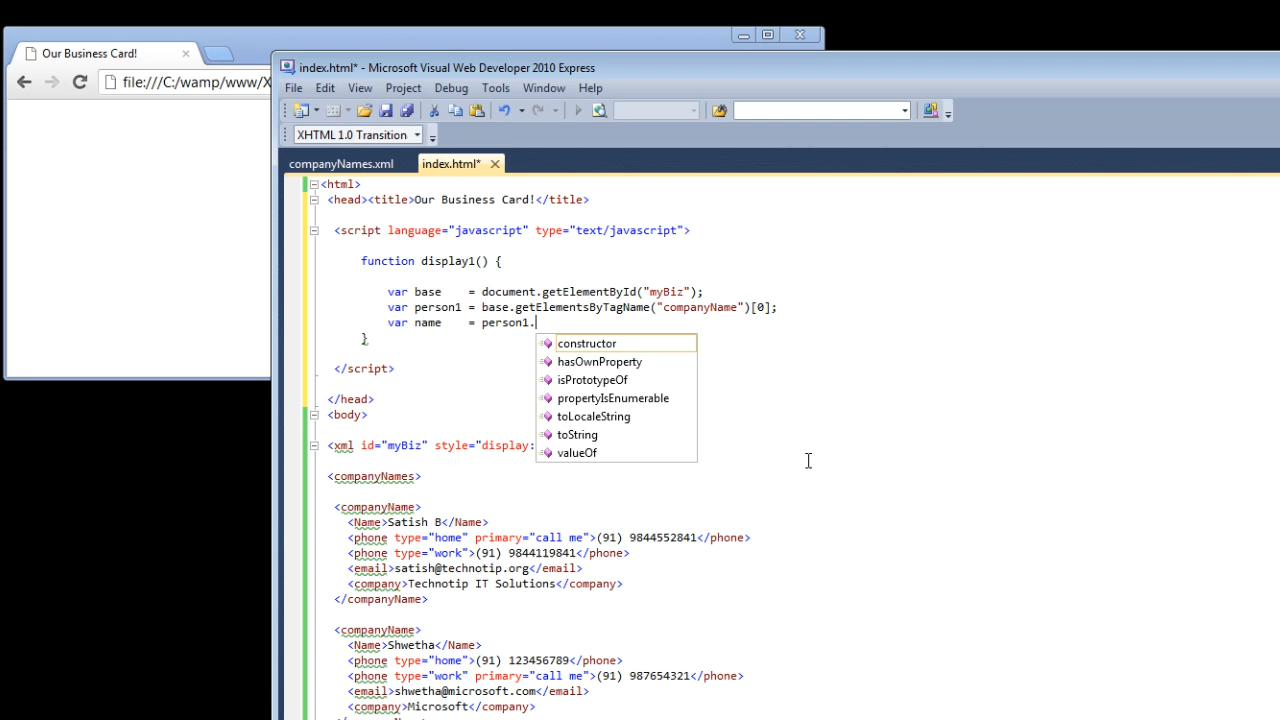 Our Business Card!
file:///C:/wamp/www/X
index.html* - Microsoft Visual Web Developer 2010 Express
File Edit View Project Debug Tools Window Help
XHTML 1.0 Transition
companyNames.xml index.html*
<html>
<head><title>Our Business Card!</title>
<script language="javascript" type="text/javascript">
function display1() {
var base = document.getElementById("myBiz");
var person1 = base.getElementsByTagName("companyName")[0];
var name = person1.
}
constructor
hasOwnProperty
isPrototypeOf
propertyIsEnumerable
toLocaleString
toString
valueOf
</script>
</head>
<body>
<xml id="myBiz" style="display:
<companyNames>
<companyName>
<Name>Satish B</Name>
<phone type="home" primary="call me">(91) 9844552841</phone>
<phone type="work">(91) 9844119841</phone>
<email>satish@technotip.org</email>
<company>Technotip IT Solutions</company>
</companyName>
<companyName>
<Name>Shwetha</Name>
<phone type="home">(91) 123456789</phone>
<phone type="work" primary="call me">(91) 987654321</phone>
<email>shwetha@microsoft.com</email>
<company>Microsoft</company>